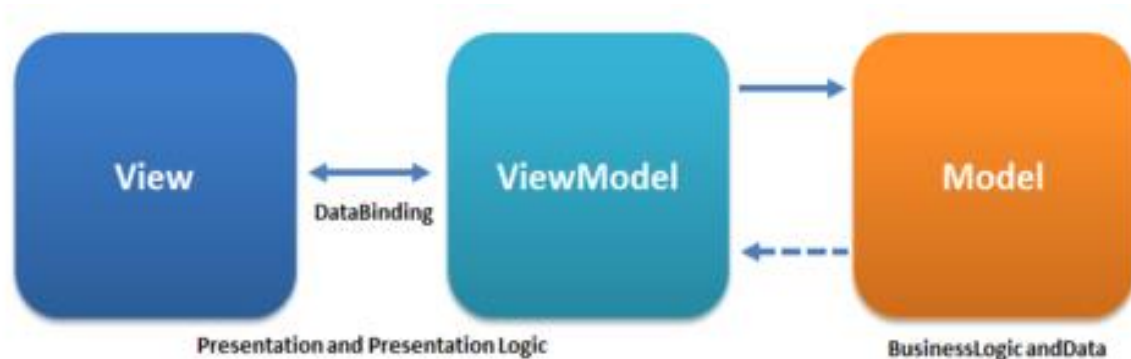 View
ViewModel
Model
DataBinding
Presentation and Presentation Logic
BusinessLogic andData